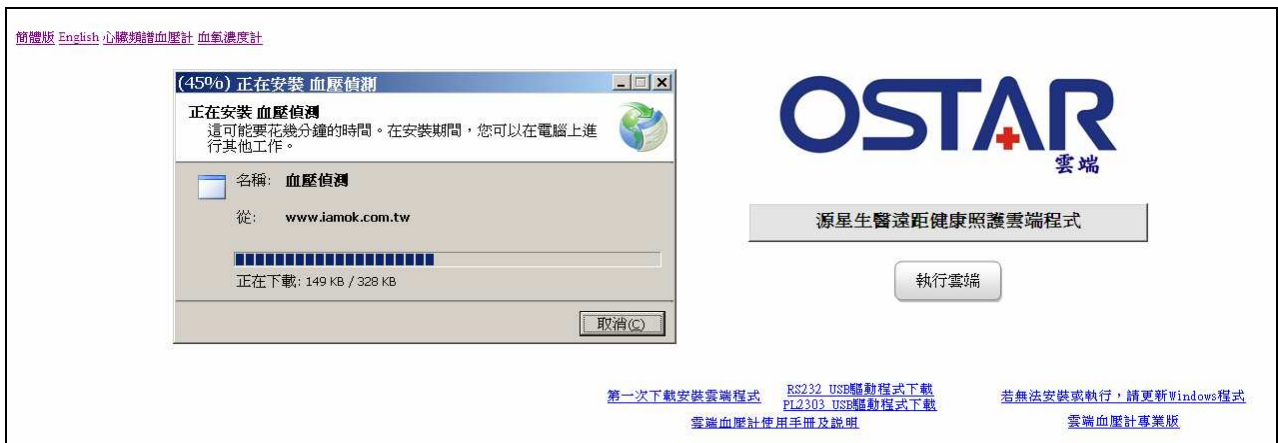 簡體版 English 心臟頻譜血壓計 血氧濃度計
(45%) 正在安裝 血壓偵測
正在安裝 血壓偵測
這可能要花幾分鐘的時間。在安裝期間，您可以在電腦上進
行其他工作。
名稱: 血壓偵測
從: www.iamok.com.tw
正在下載: 149 KB / 328 KB
取消(C)
OSTAR
雲端
源星生醫遠距健康照護雲端程式
執行雲端
第一次下載安裝雲端程式
RS232 USB驅動程式下載
PL2303 USB驅動程式下載
若無法安裝或執行，請更新Windows程式
雲端血壓計使用手冊及說明
雲端血壓計專業版